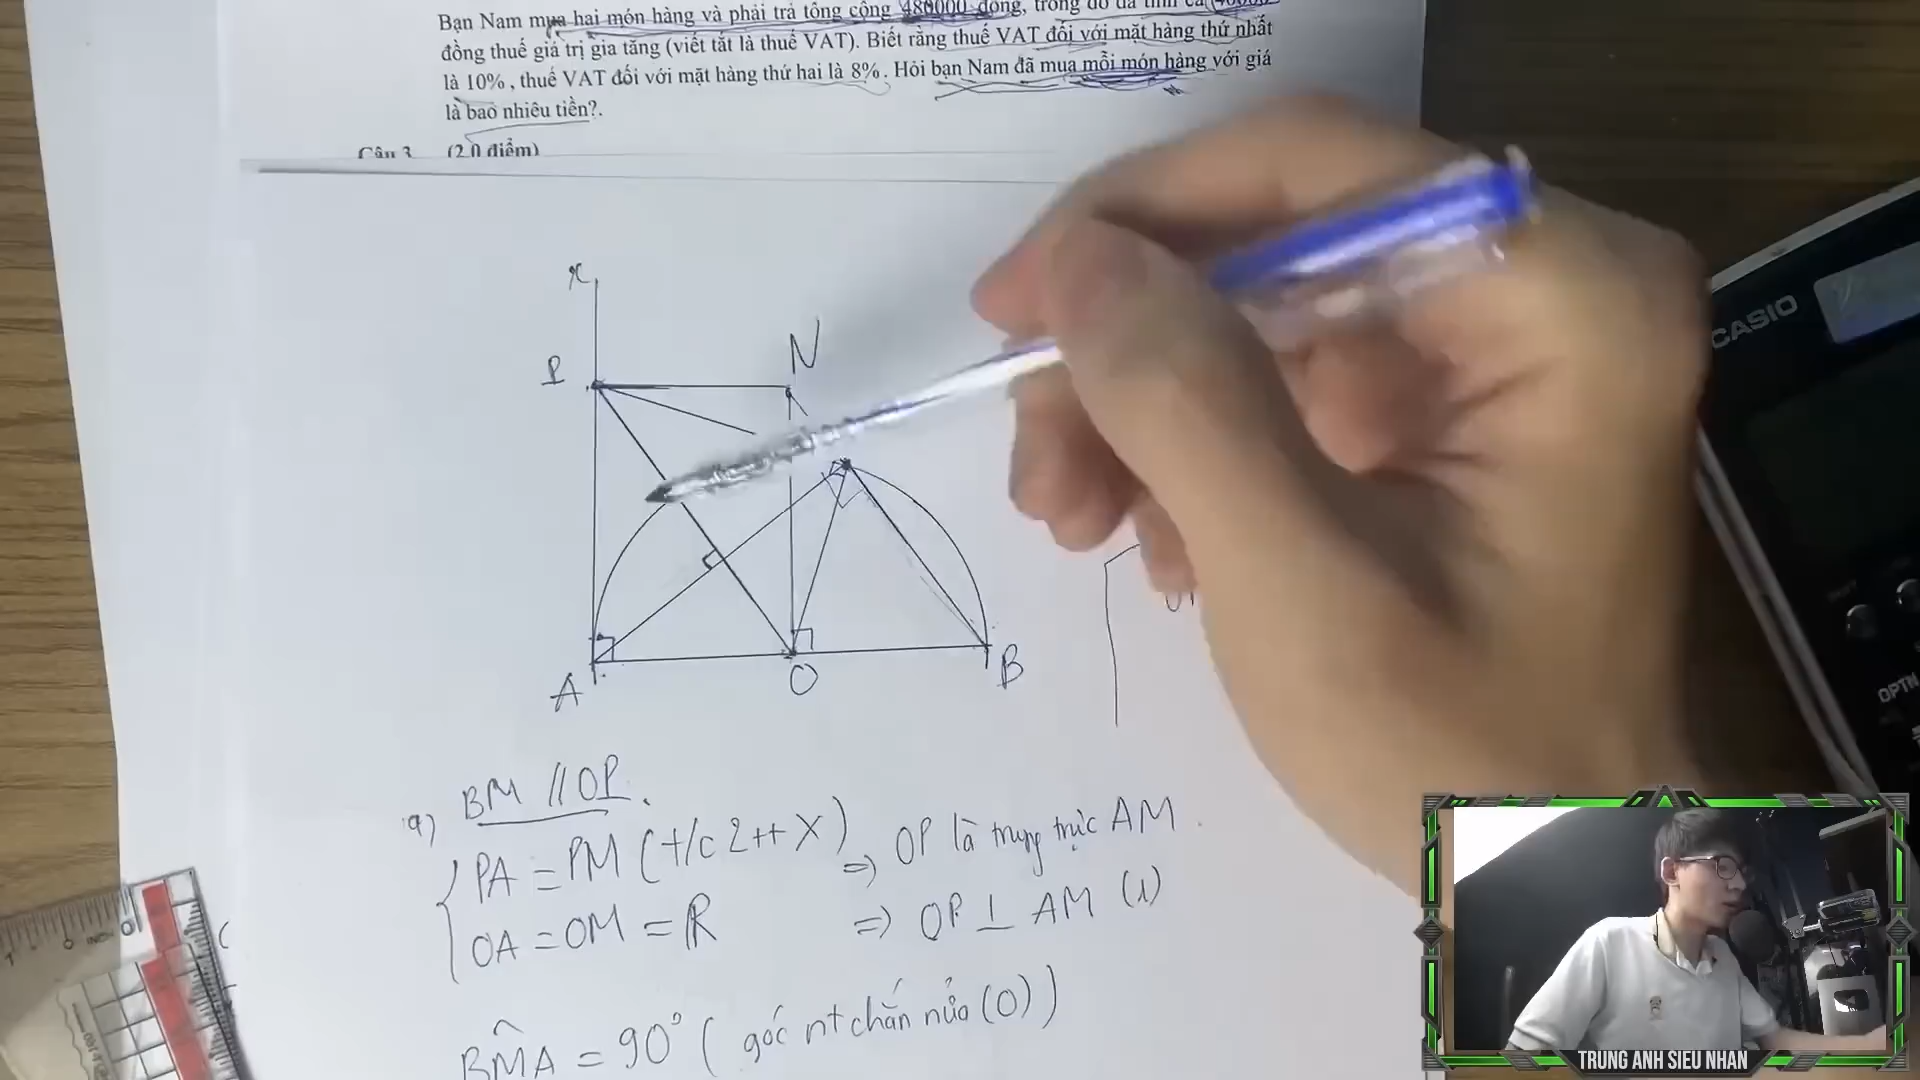 Bạn Nam mua hai món hàng và phải trả tổng cộng 480000 đồng, trong đó đã tính cả 40000
đồng thuế giá trị gia tăng (viết tắt là thuế VAT). Biết rằng thuế VAT đối với mặt hàng thứ nhất
là 10%, thuế VAT đối với mặt hàng thứ hai là 8%. Hỏi bạn Nam đã mua mỗi món hàng với giá
là bao nhiêu tiền?.
Câu 3 (2.0 điểm)
x
P
N
A
O
B
a) BM // OP.
PA = PM (t/c 2 tt X) => OP là trung trực AM.
OA = OM = R => OP ⊥ AM (1)
BMA = 90° (góc nt chắn nửa (O))
CASIO
OPTN
INCH
TRUNG ANH SIEU NHAN